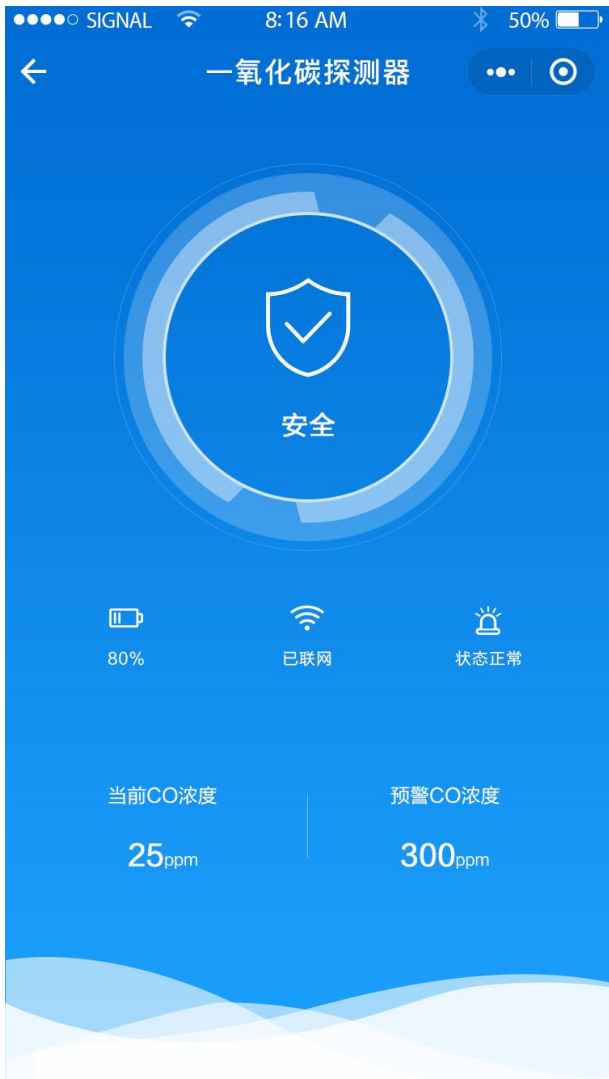 SIGNAL 8:16 AM 50%
一氧化碳探测器
安全
80% 已联网 状态正常
当前CO浓度 预警CO浓度
25ppm 300ppm